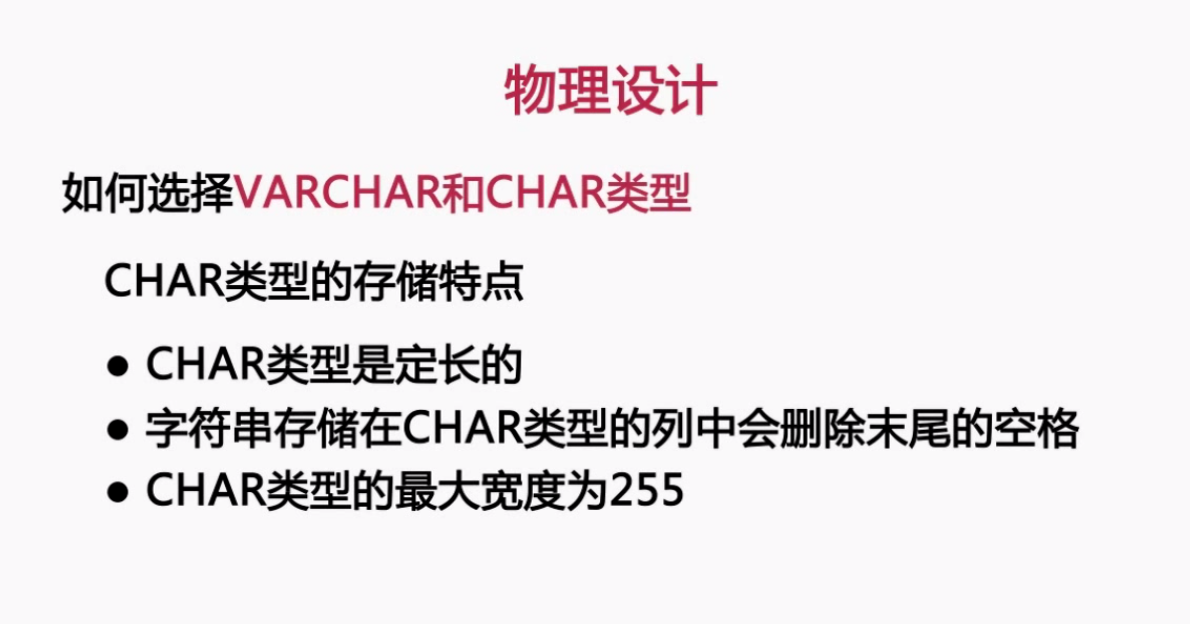 物理设计
如何选择VARCHAR和CHAR类型
CHAR类型的存储特点
● CHAR类型是定长的
● 字符串存储在CHAR类型的列中会删除末尾的空格
● CHAR类型的最大宽度为255